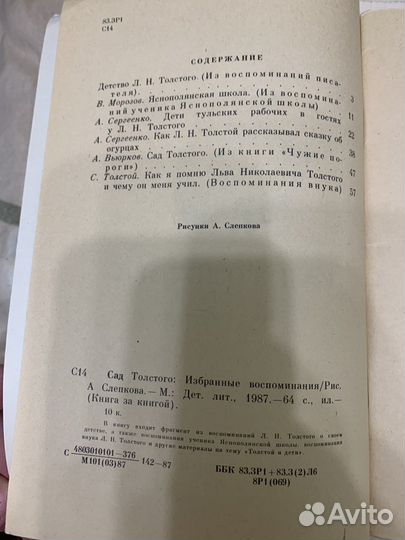 83.3Р1
С14
СОДЕРЖАНИЕ
Детство Л. Н. Толстого. (Из воспоминаний писа-
теля). 3
В. Морозов. Яснополянская школа. (Из воспомина-
ний ученика Яснополянской школы) 11
А. Сергеенко. Дети тульских рабочих в гостях
у Л. Н. Толстого 22
А. Сергеенко. Как Л. Н. Толстой рассказывал сказку об
огурцах 38
А. Вьюрков. Сад Толстого. (Из книги «Чужие по-
роги») 47
С. Толстой. Как я помню Льва Николаевича Толстого
и чему он меня учил. (Воспоминания внука) 57
Рисунки А. Слепкова
С14 Сад Толстого: Избранные воспоминания/Рис.
А Слепкова.— М.: Дет. лит., 1987.—64 с., ил.—
(Книга за книгой).
10 к.
В книгу входит фрагмент из воспоминаний Л. Н. Толстого о своем
детстве, а также воспоминания ученика Яснополянской школы, воспоминания
внука Л. Н. Толстого и другие материалы на тему «Толстой и дети».
С 4803010101—376
М101(03)87 142—87
ББК 83.3Р1+83.3(2)Л6
8Р1(069)
Avito